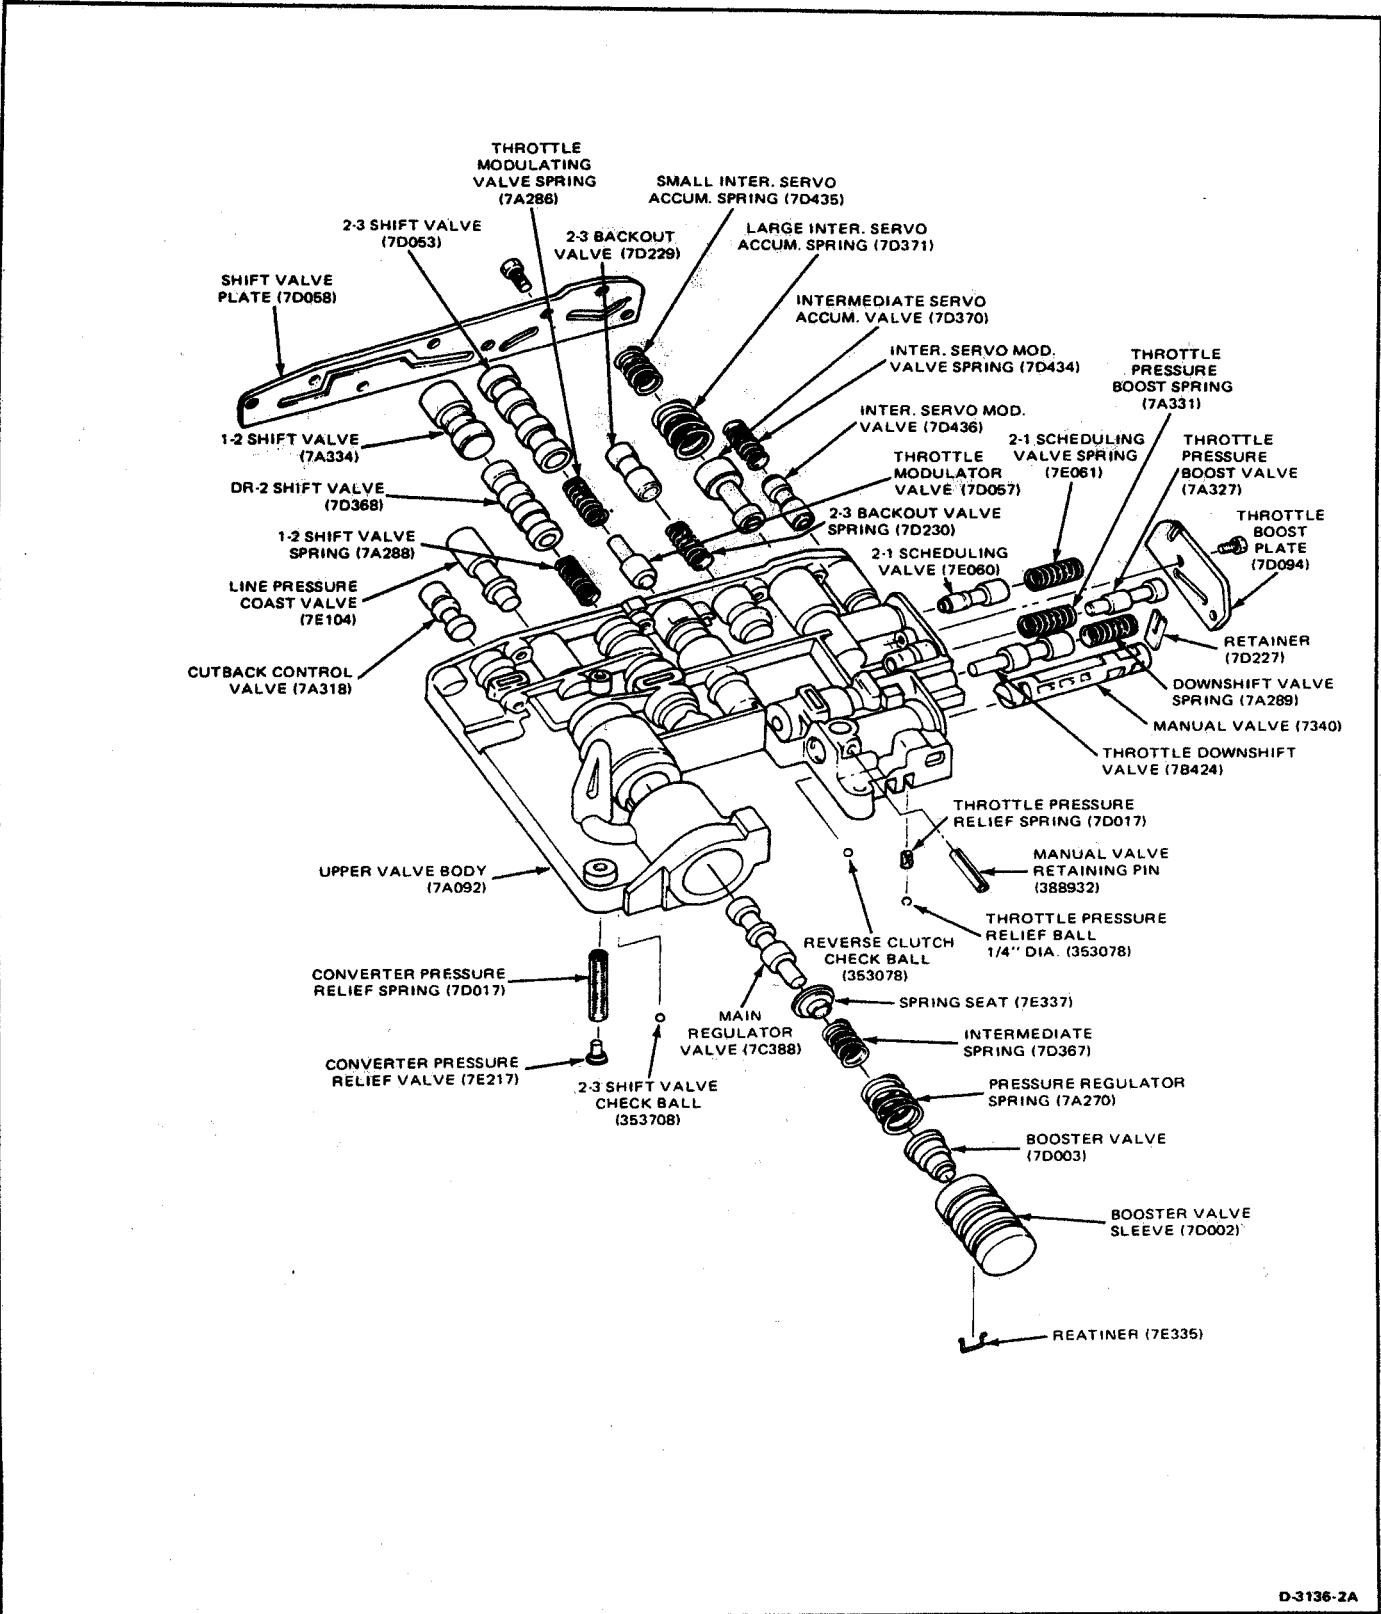 THROTTLE
MODULATING
VALVE SPRING
(7A286)
SMALL INTER. SERVO
ACCUM. SPRING (7D435)
2-3 SHIFT VALVE
(7D053)
2-3 BACKOUT
VALVE (7D229)
LARGE INTER. SERVO
ACCUM. SPRING (7D371)
SHIFT VALVE
PLATE (7D058)
INTERMEDIATE SERVO
ACCUM. VALVE (7D370)
INTER. SERVO MOD.
VALVE SPRING (7D434)
THROTTLE
PRESSURE
BOOST SPRING
(7A331)
INTER. SERVO MOD.
VALVE (7D436)
1-2 SHIFT VALVE
(7A334)
2-1 SCHEDULING
VALVE SPRING
(7E061)
THROTTLE
PRESSURE
BOOST VALVE
(7A327)
THROTTLE
MODULATOR
VALVE (7D057)
DR-2 SHIFT VALVE
(7D368)
2-3 BACKOUT VALVE
SPRING (7D230)
THROTTLE
BOOST
PLATE
(7D094)
1-2 SHIFT VALVE
SPRING (7A288)
2-1 SCHEDULING
VALVE (7E060)
LINE PRESSURE
COAST VALVE
(7E104)
RETAINER
(7D227)
CUTBACK CONTROL
VALVE (7A318)
DOWNSHIFT VALVE
SPRING (7A289)
MANUAL VALVE (7340)
THROTTLE DOWNSHIFT
VALVE (7B424)
THROTTLE PRESSURE
RELIEF SPRING (7D017)
UPPER VALVE BODY
(7A092)
MANUAL VALVE
RETAINING PIN
(388932)
THROTTLE PRESSURE
RELIEF BALL
1/4" DIA. (353078)
REVERSE CLUTCH
CHECK BALL
(353078)
CONVERTER PRESSURE
RELIEF SPRING (7D017)
SPRING SEAT (7E337)
MAIN
REGULATOR
VALVE (7C388)
INTERMEDIATE
SPRING (7D367)
CONVERTER PRESSURE
RELIEF VALVE (7E217)
2-3 SHIFT VALVE
CHECK BALL
(353708)
PRESSURE REGULATOR
SPRING (7A270)
BOOSTER VALVE
(7D003)
BOOSTER VALVE
SLEEVE (7D002)
REATINER (7E335)
D-3136-2A